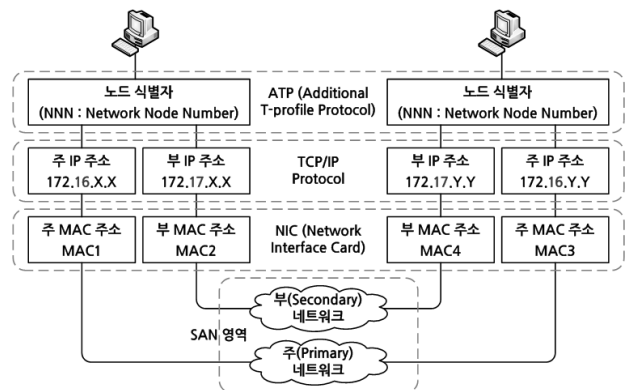 노드 식별자
(NNN : Network Node Number)
ATP (Additional
T-profile Protocol)
노드 식별자
(NNN : Network Node Number)
주 IP 주소
172.16.X.X
부 IP 주소
172.17.X.X
TCP/IP
Protocol
부 IP 주소
172.17.Y.Y
주 IP 주소
172.16.Y.Y
주 MAC 주소
MAC1
부 MAC 주소
MAC2
NIC (Network
Interface Card)
부 MAC 주소
MAC4
주 MAC 주소
MAC3
부(Secondary)
네트워크
SAN 영역
주(Primary)
네트워크